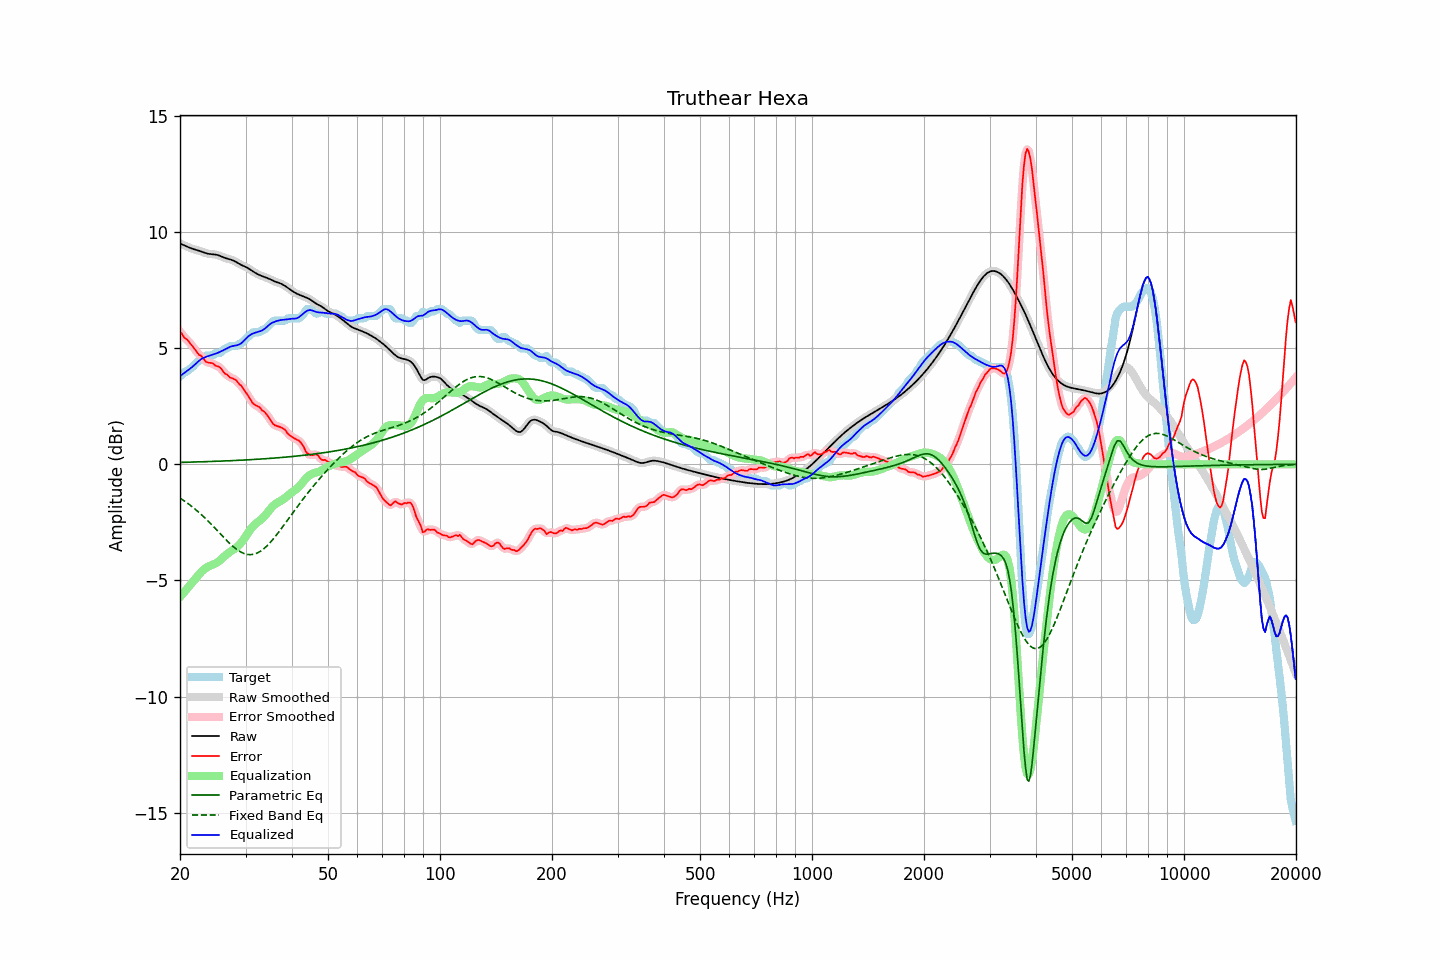 Truthear Hexa
Amplitude (dBr)
15
10
5
0
−5
−10
−15
Target
Raw Smoothed
Error Smoothed
Raw
Error
Equalization
Parametric Eq
Fixed Band Eq
Equalized
20 50 100 200 500 1000 2000 5000 10000 20000
Frequency (Hz)